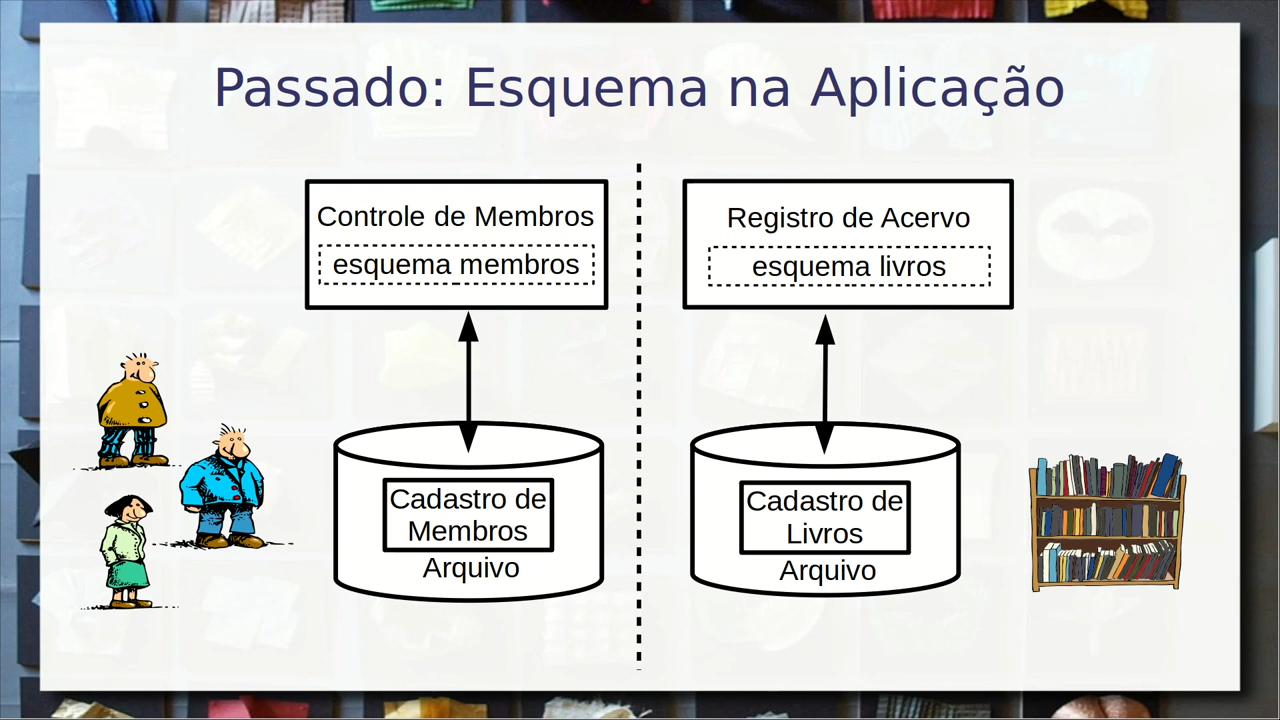 Passado: Esquema na Aplicação
Controle de Membros
esquema membros
Cadastro de
Membros
Arquivo
Registro de Acervo
esquema livros
Cadastro de
Livros
Arquivo